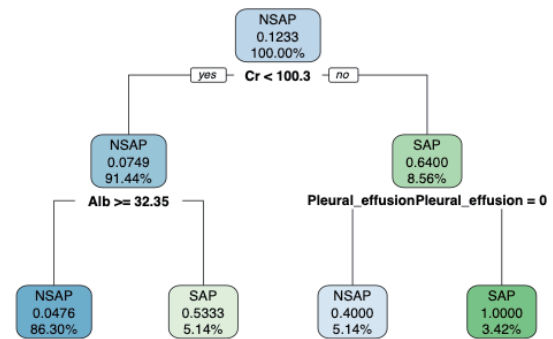 NSAP
0.1233
100.00%
yes Cr < 100.3 no
NSAP
0.0749
91.44%
SAP
0.6400
8.56%
Alb >= 32.35
Pleural_effusionPleural_effusion = 0
NSAP
0.0476
86.30%
SAP
0.5333
5.14%
NSAP
0.4000
5.14%
SAP
1.0000
3.42%